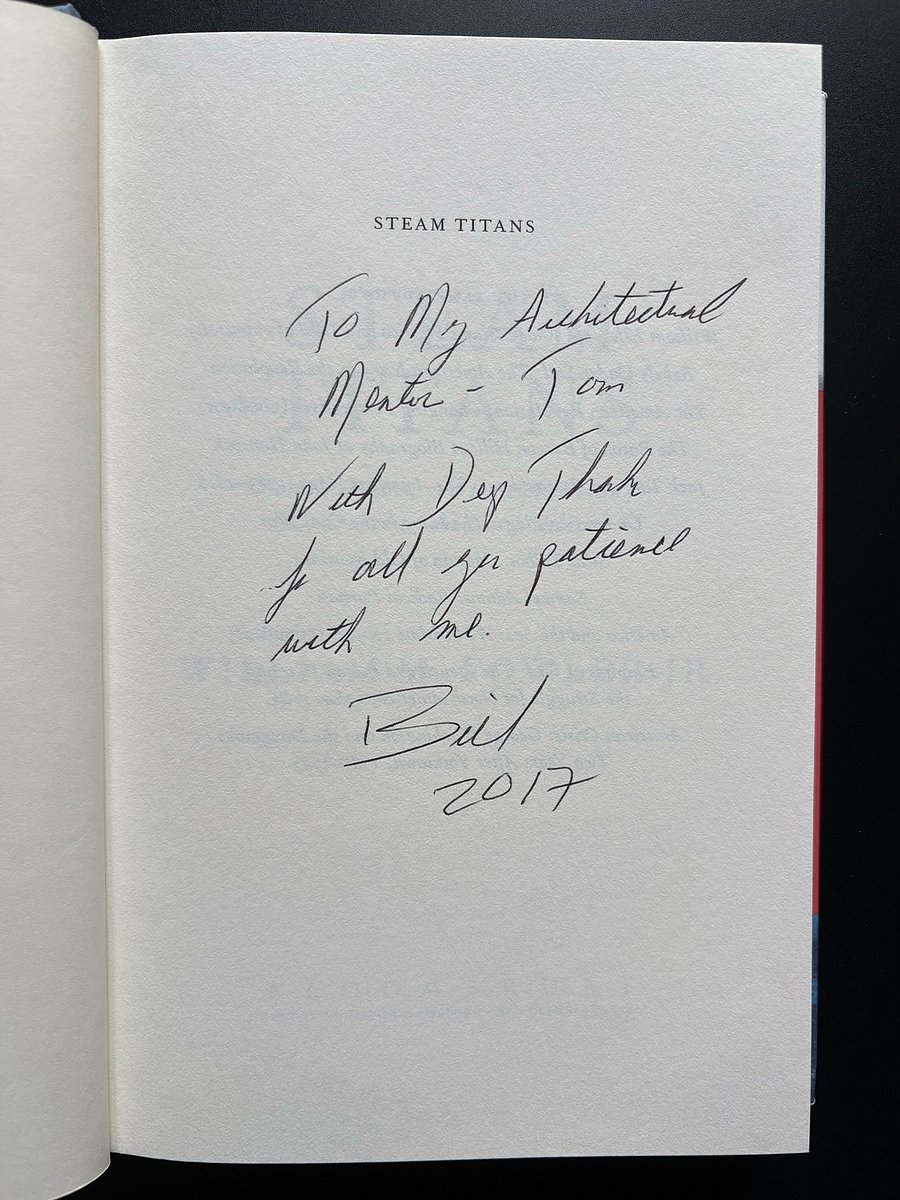 STEAM TITANS
To My Architectural
Mentor - Tom
With Deep Thanks
for all your patience
with me.
Bill
2017